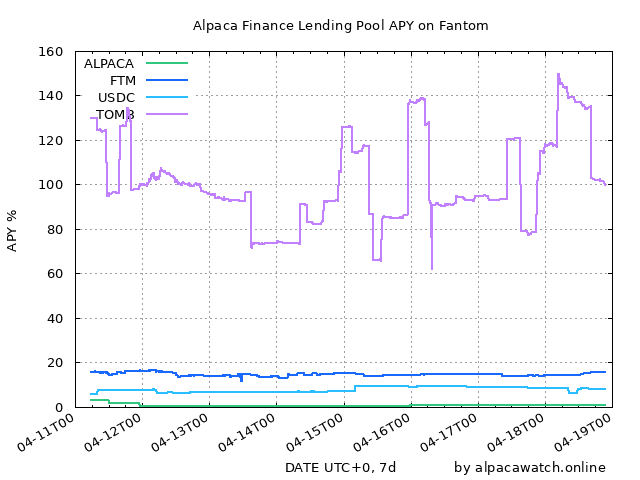 Alpaca Finance Lending Pool APY on Fantom
160
140
120
100
80
60
40
20
0
APY %
ALPACA
FTM
USDC
TOMB
04-11T00
04-12T00
04-13T00
04-14T00
04-15T00
04-16T00
04-17T00
04-18T00
04-19T00
DATE UTC+0, 7d
by alpacawatch.online